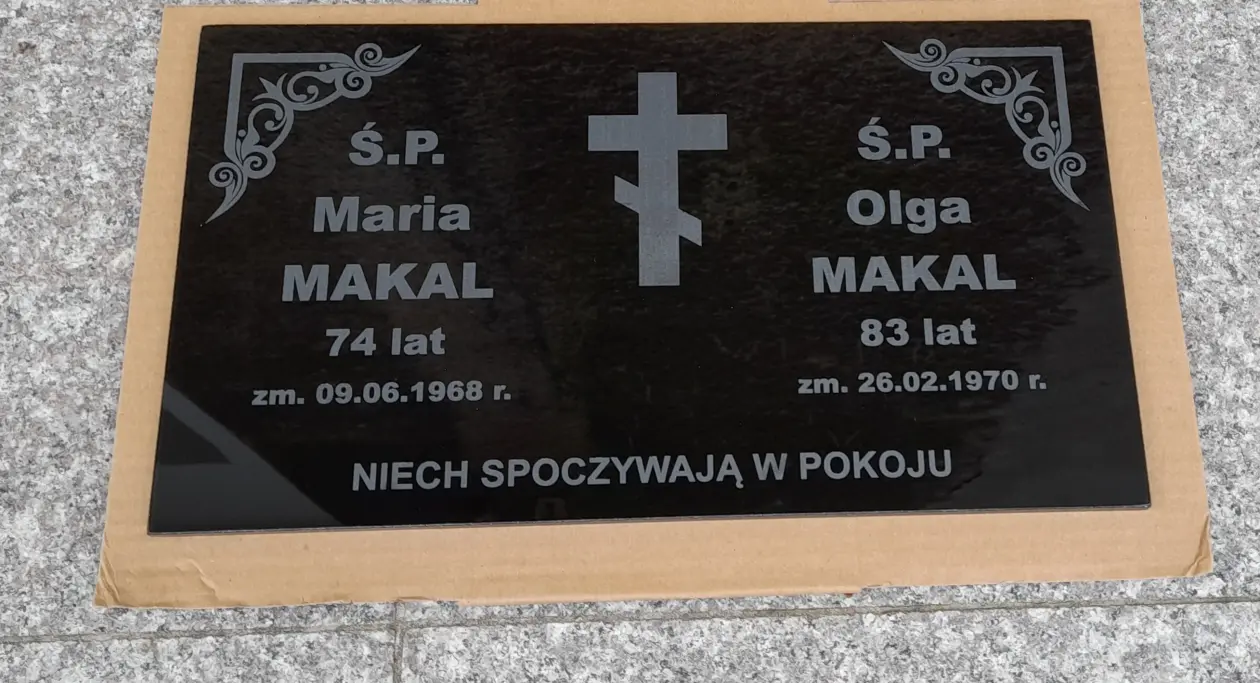 Ś.P.
Maria
MAKAL
74 lat
zm. 09.06.1968 r.
Ś.P.
Olga
MAKAL
83 lat
zm. 26.02.1970 r.
NIECH SPOCZYWAJĄ W POKOJU